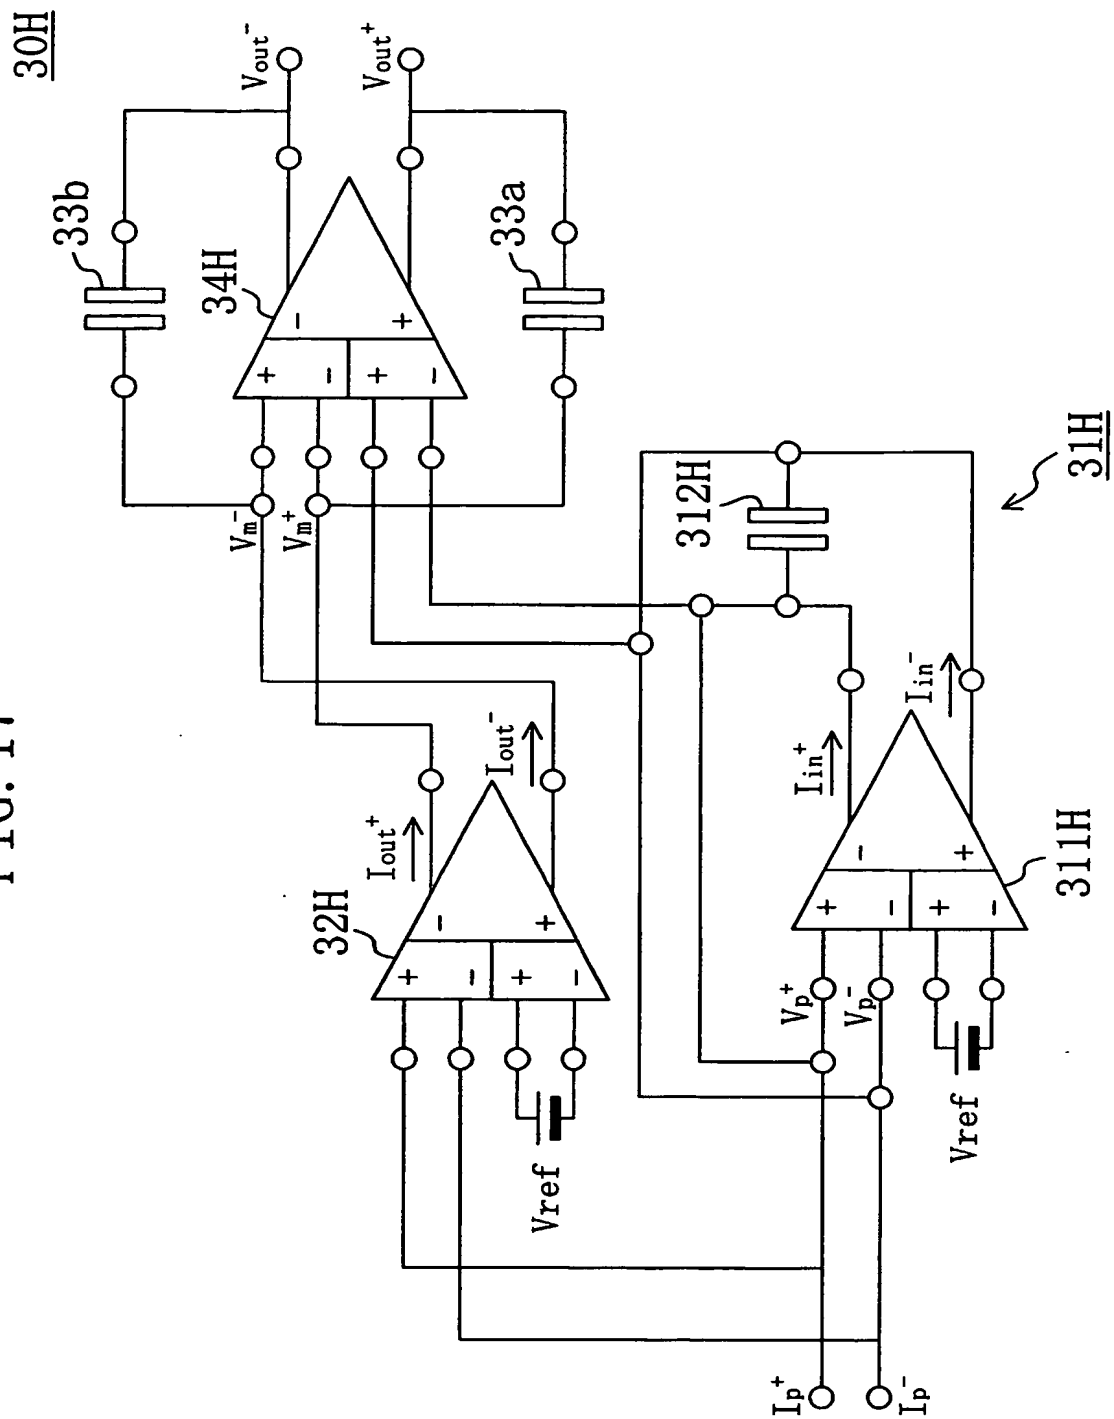 FIG. 17
30H
Vout-
Vout+
33b
34H
33a
+
-
+
-
-
+
Vm-
Vm+
312H
31H
Iout+
Iout-
32H
+
-
+
-
-
+
Vref
Iin+
Iin-
311H
+
-
+
-
-
+
Vp+
Vp-
Vref
Ip+
Ip-